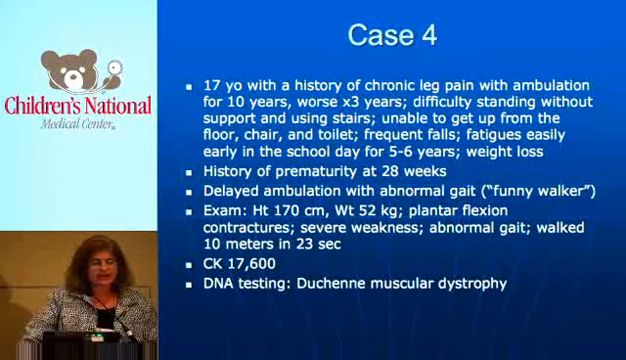 Case 4
Children's National
Medical Center
17 yo with a history of chronic leg pain with ambulation
for 10 years, worse x3 years; difficulty standing without
support and using stairs; unable to get up from the
floor, chair, and toilet; frequent falls; fatigues easily
early in the school day for 5-6 years; weight loss
History of prematurity at 28 weeks
Delayed ambulation with abnormal gait ("funny walker")
Exam: Ht 170 cm, Wt 52 kg; plantar flexion
contractures; severe weakness; abnormal gait; walked
10 meters in 23 sec
CK 17,600
DNA testing: Duchenne muscular dystrophy